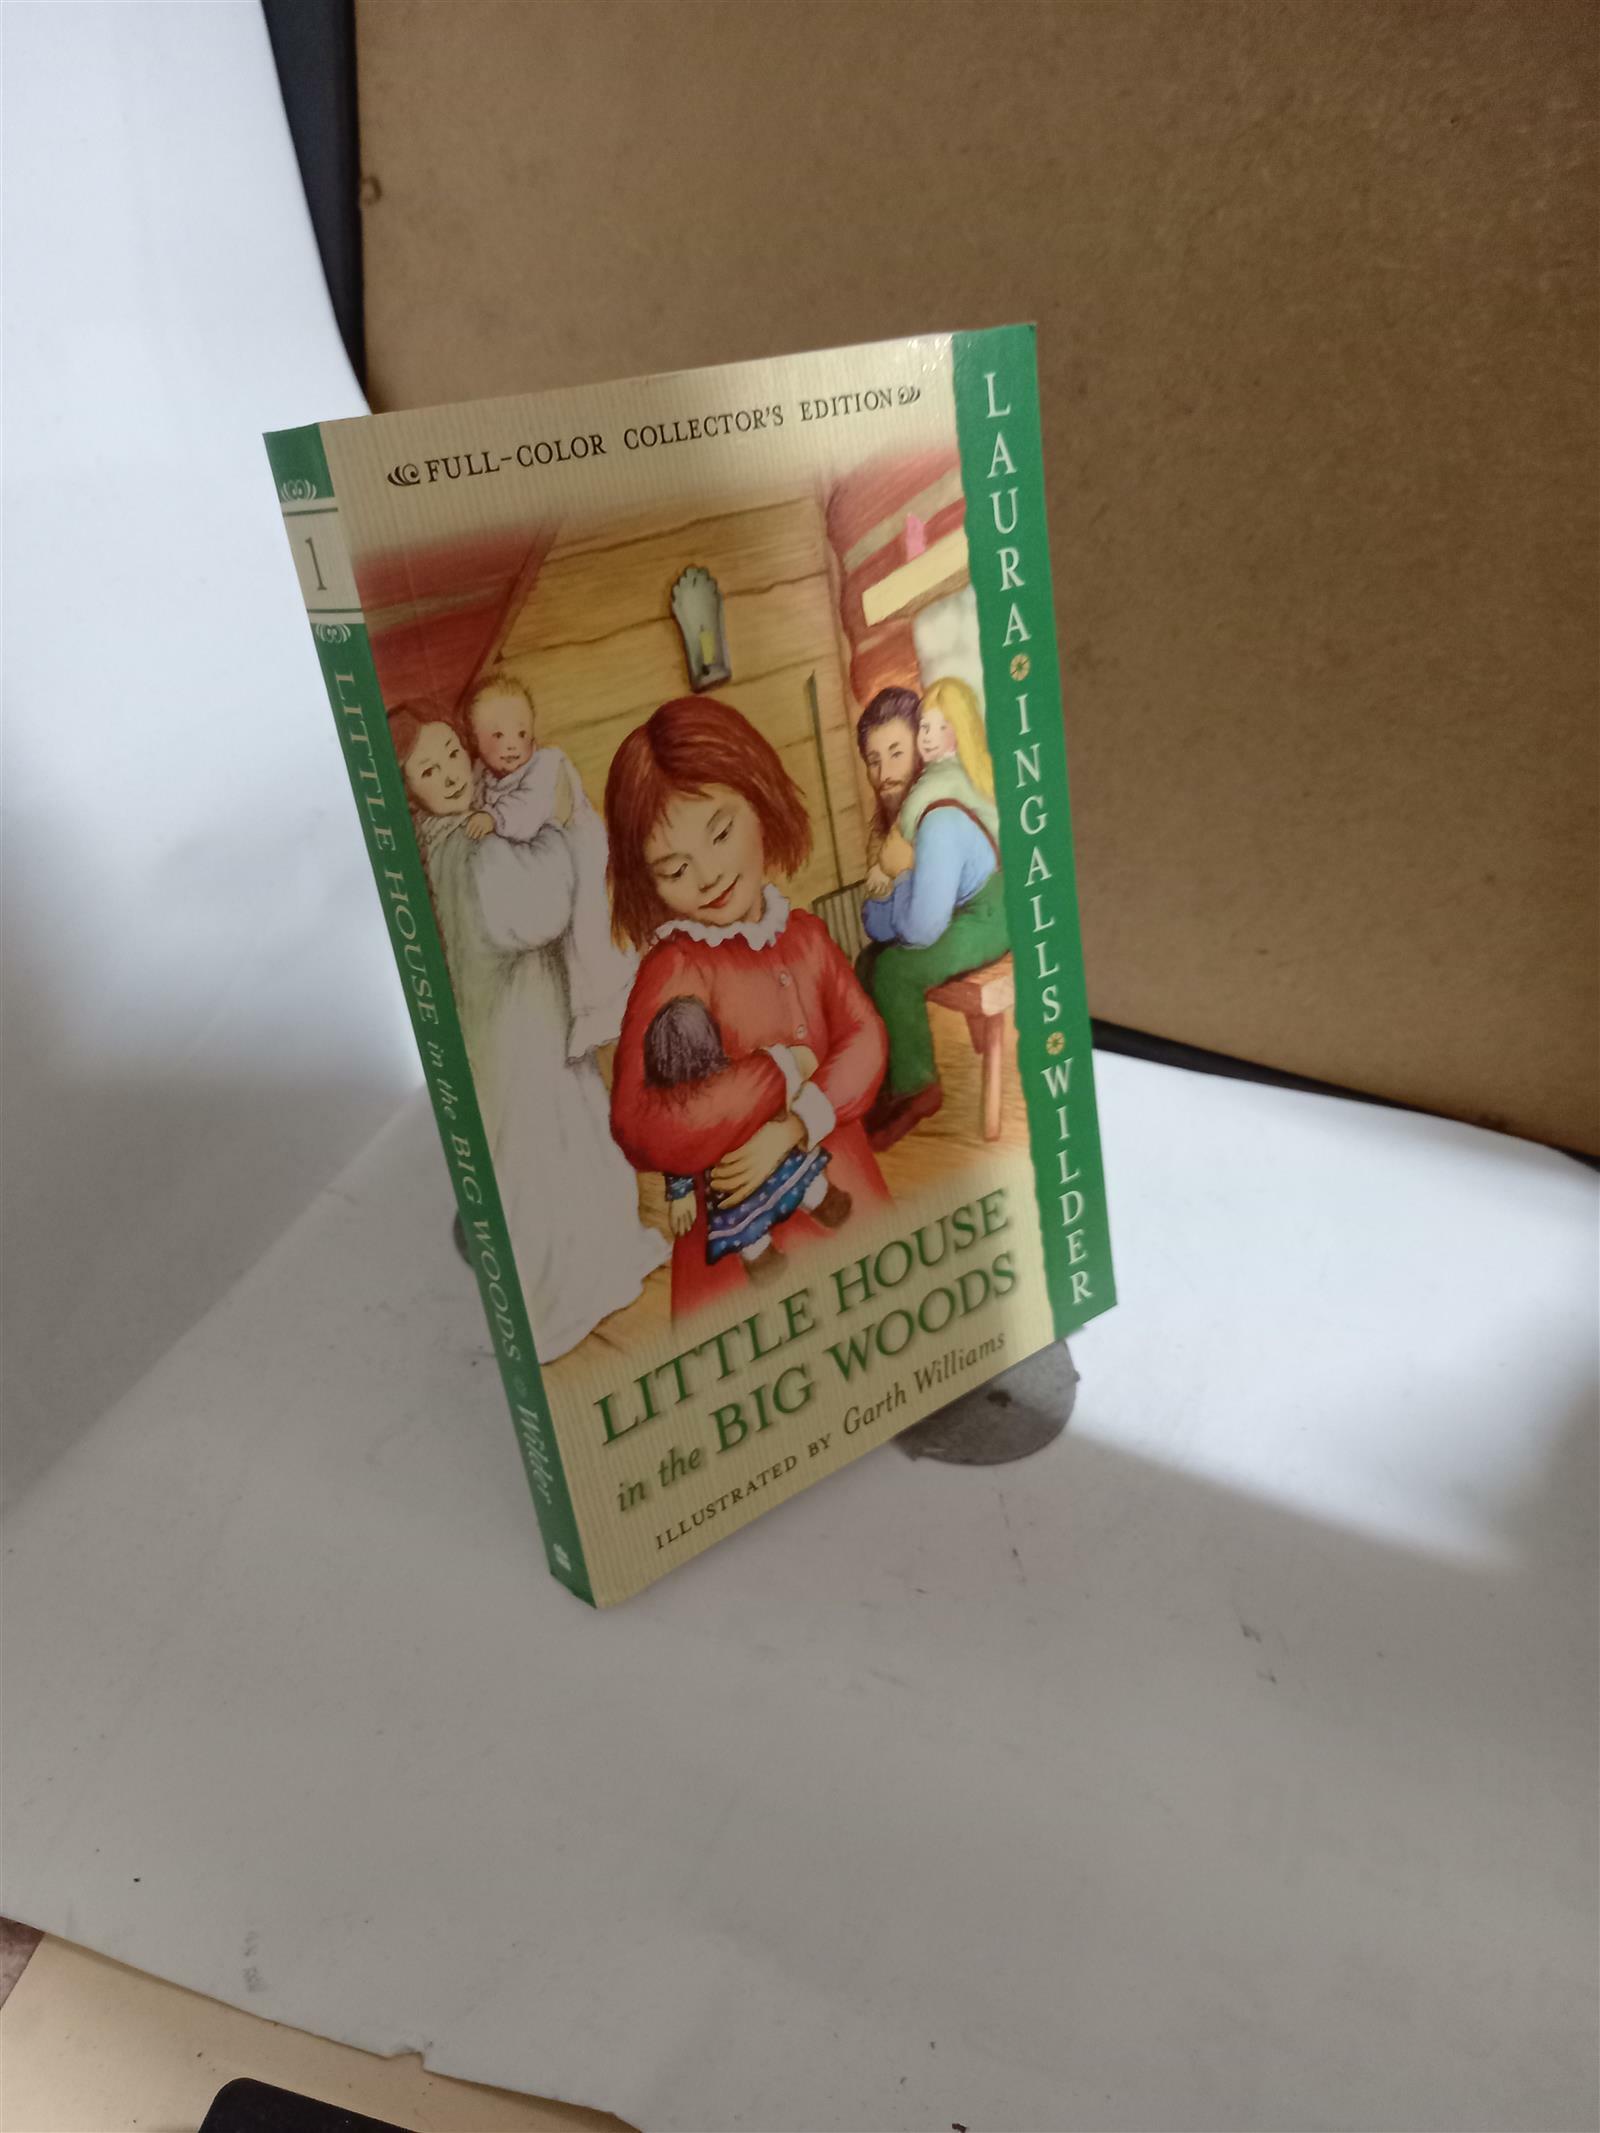 FULL-COLOR COLLECTOR'S EDITION
LAURA INGALLS WILDER
LITTLE HOUSE
in the BIG WOODS
ILLUSTRATED BY Garth Williams
1
LITTLE HOUSE in the BIG WOODS Wilder